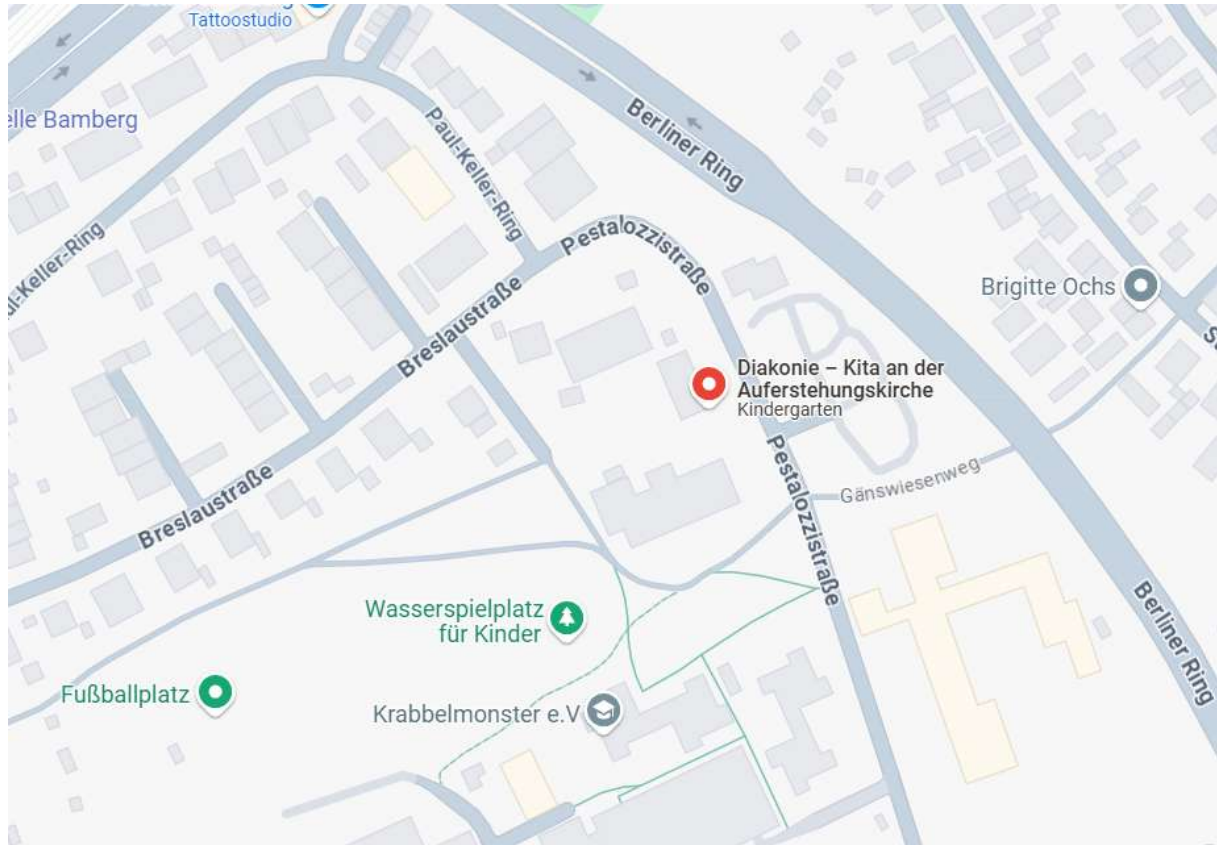 Tattoostudio
elle Bamberg
Paul-Keller-Ring
Berliner Ring
ul-Keller-Ring
Pestalozzistraße
Brigitte Ochs
Breslaustraße
Diakonie – Kita an der
Auferstehungskirche
Kindergarten
Pestalozzistraße
Gänswiesenweg
Breslaustraße
Wasserspielplatz
für Kinder
Berliner Ring
Fußballplatz
Krabbelmonster e.V